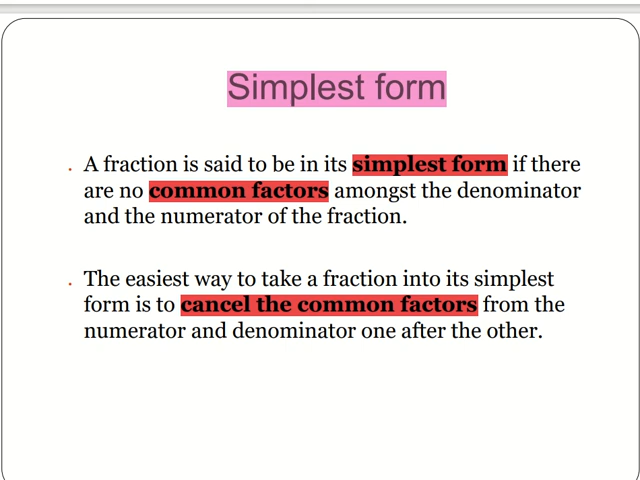 Simplest form
. A fraction is said to be in its simplest form if there
are no common factors amongst the denominator
and the numerator of the fraction.
. The easiest way to take a fraction into its simplest
form is to cancel the common factors from the
numerator and denominator one after the other.